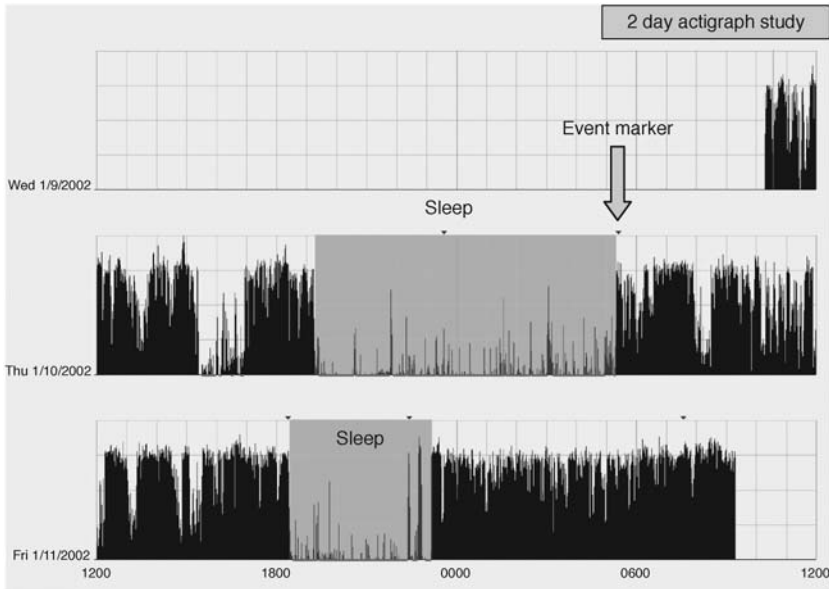 2 day actigraph study
Event marker
Wed 1/9/2002
Sleep
Thu 1/10/2002
Sleep
Fri 1/11/2002
1200 1800 0000 0600 1200